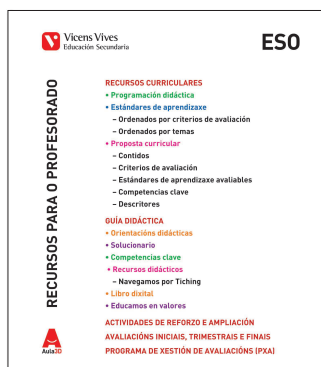 Vicens Vives
Educación Secundaria
ESO
RECURSOS PARA O PROFESORADO
RECURSOS CURRICULARES
• Programación didáctica
• Estándares de aprendizaxe
– Ordenados por criterios de avaliación
– Ordenados por temas
• Proposta curricular
– Contidos
– Criterios de avaliación
– Estándares de aprendizaxe avaliables
– Competencias clave
– Descritores
GUÍA DIDÁCTICA
• Orientacións didácticas
• Solucionario
• Competencias clave
• Recursos didácticos
– Navegamos por Tiching
• Libro dixital
• Educamos en valores
ACTIVIDADES DE REFORZO E AMPLIACIÓN
AVALIACIÓNS INICIAIS, TRIMESTRAIS E FINAIS
PROGRAMA DE XESTIÓN DE AVALIACIÓNS (PXA)
Aula3D